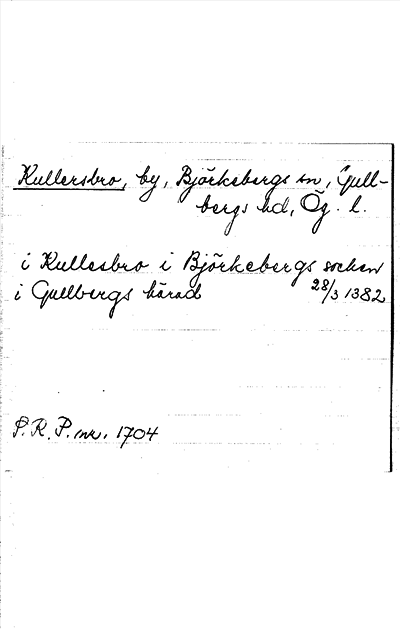 Kullersbro, by, Björkebergs sn, Gull-
bergs hd, Ög. l.
i Kullesbro i Björkebergs socken
i Gullbergs härad 28/3 1382
S.R.P. nr. 1704